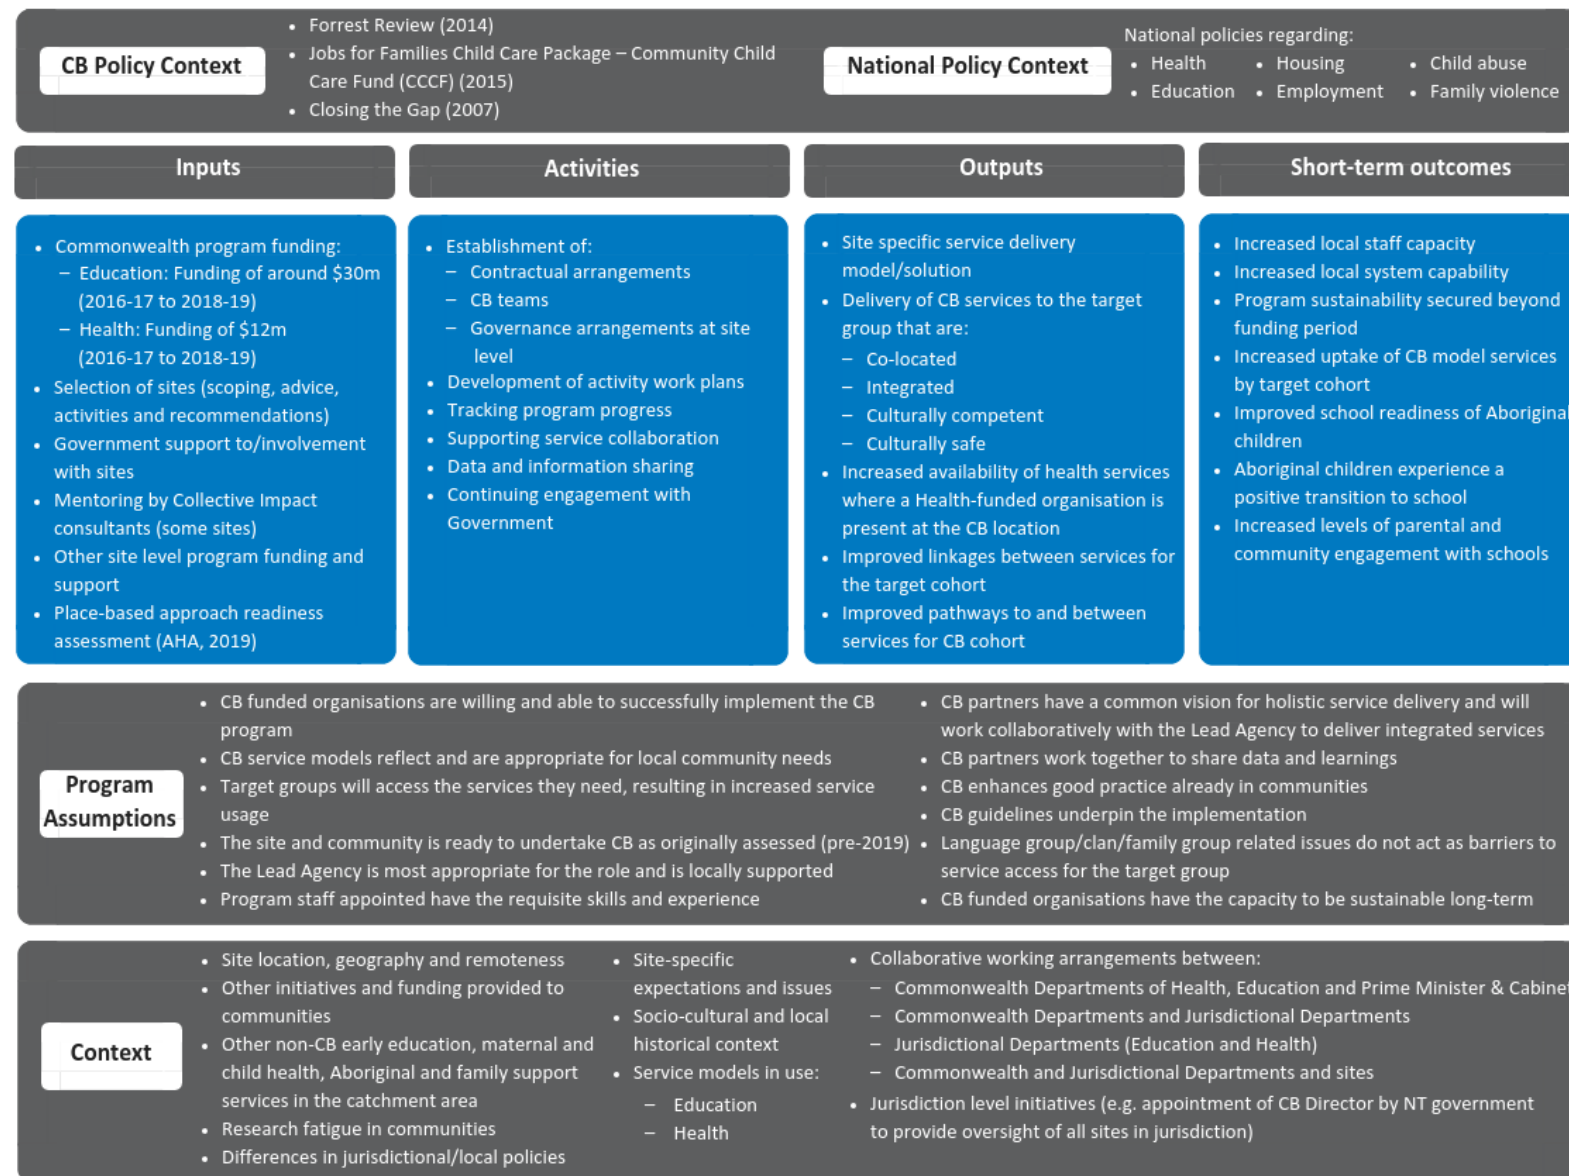 CB Policy Context
• Forrest Review (2014)
• Jobs for Families Child Care Package – Community Child
Care Fund (CCCF) (2015)
• Closing the Gap (2007)
National Policy Context
National policies regarding:
• Health
• Education
• Housing
• Employment
• Child abuse
• Family violence
Inputs
• Commonwealth program funding:
– Education: Funding of around $30m
(2016-17 to 2018-19)
– Health: Funding of $12m
(2016-17 to 2018-19)
• Selection of sites (scoping, advice,
activities and recommendations)
• Government support to/involvement
with sites
• Mentoring by Collective Impact
consultants (some sites)
• Other site level program funding and
support
• Place-based approach readiness
assessment (AHA, 2019)
Activities
• Establishment of:
– Contractual arrangements
– CB teams
– Governance arrangements at site
level
• Development of activity work plans
• Tracking program progress
• Supporting service collaboration
• Data and information sharing
• Continuing engagement with
Government
Outputs
• Site specific service delivery
model/solution
• Delivery of CB services to the target
group that are:
– Co-located
– Integrated
– Culturally competent
– Culturally safe
• Increased availability of health services
where a Health-funded organisation is
present at the CB location
• Improved linkages between services for
the target cohort
• Improved pathways to and between
services for CB cohort
Short-term outcomes
• Increased local staff capacity
• Increased local system capability
• Program sustainability secured beyond
funding period
• Increased uptake of CB model services
by target cohort
• Improved school readiness of Aboriginal
children
• Aboriginal children experience a
positive transition to school
• Increased levels of parental and
community engagement with schools
Program
Assumptions
• CB funded organisations are willing and able to successfully implement the CB
program
• CB service models reflect and are appropriate for local community needs
• Target groups will access the services they need, resulting in increased service
usage
• The site and community is ready to undertake CB as originally assessed (pre-2019)
• The Lead Agency is most appropriate for the role and is locally supported
• Program staff appointed have the requisite skills and experience
• CB partners have a common vision for holistic service delivery and will
work collaboratively with the Lead Agency to deliver integrated services
• CB partners work together to share data and learnings
• CB enhances good practice already in communities
• CB guidelines underpin the implementation
• Language group/clan/family group related issues do not act as barriers to
service access for the target group
• CB funded organisations have the capacity to be sustainable long-term
Context
• Site location, geography and remoteness
• Other initiatives and funding provided to
communities
• Other non-CB early education, maternal and
child health, Aboriginal and family support
services in the catchment area
• Research fatigue in communities
• Differences in jurisdictional/local policies
• Site-specific
expectations and issues
• Socio-cultural and local
historical context
• Service models in use:
– Education
– Health
• Collaborative working arrangements between:
– Commonwealth Departments of Health, Education and Prime Minister & Cabinet
– Commonwealth Departments and Jurisdictional Departments
– Jurisdictional Departments (Education and Health)
– Commonwealth and Jurisdictional Departments and sites
• Jurisdiction level initiatives (e.g. appointment of CB Director by NT government
to provide oversight of all sites in jurisdiction)